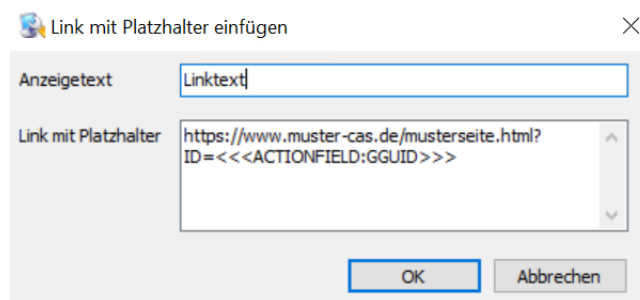 Link mit Platzhalter einfügen
Anzeigetext
Linktext
Link mit Platzhalter
https://www.muster-cas.de/musterseite.html?
ID=<<<ACTIONFIELD:GGUID>>>
OK
Abbrechen